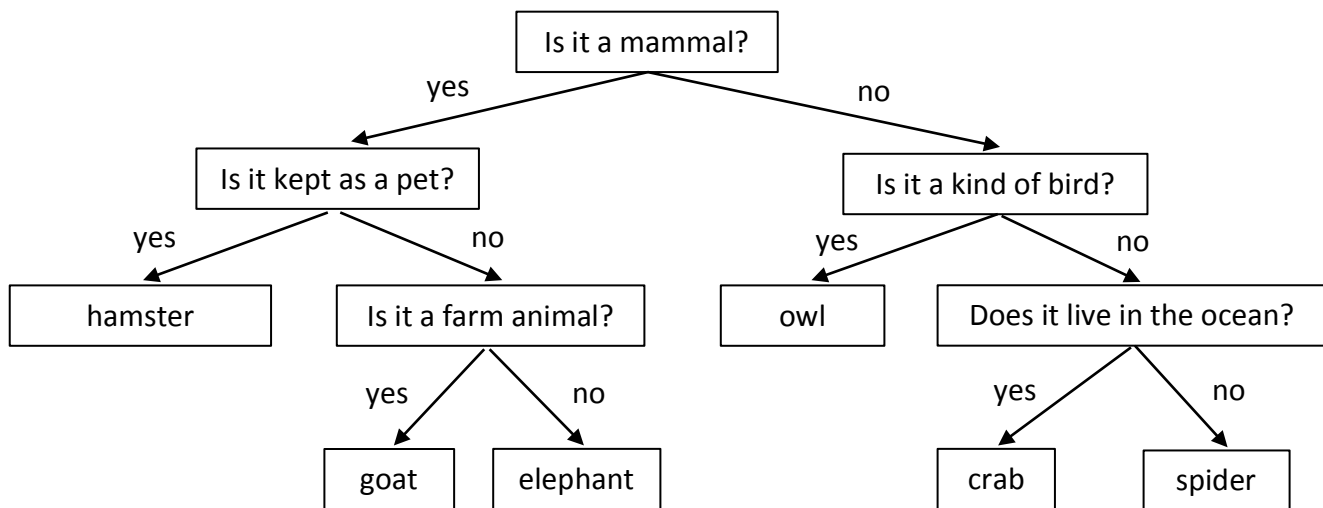 Is it a mammal?
yes
no
Is it kept as a pet?
Is it a kind of bird?
yes
no
yes
no
hamster
Is it a farm animal?
owl
Does it live in the ocean?
yes
no
yes
no
goat
elephant
crab
spider